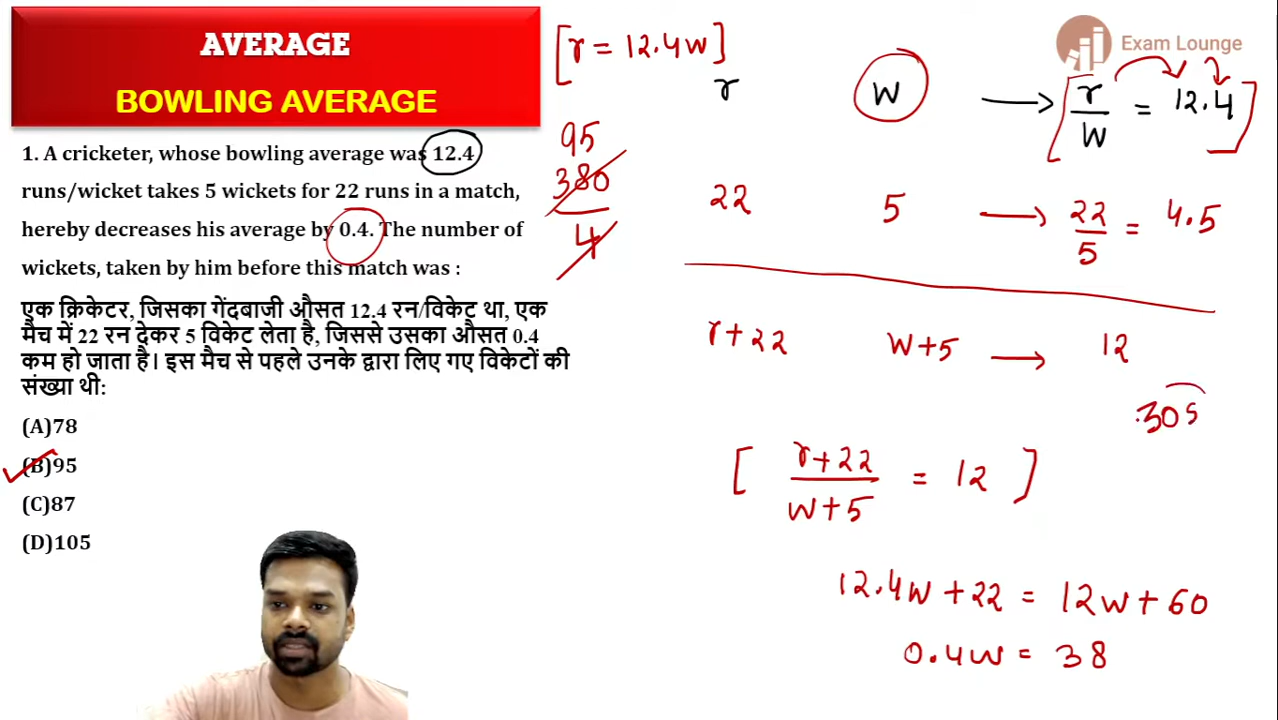 AVERAGE
BOWLING AVERAGE
[r = 12.4w]
Exam Lounge
r W → [r/W = 12.4]
1. A cricketer, whose bowling average was 12.4
runs/wicket takes 5 wickets for 22 runs in a match,
hereby decreases his average by 0.4. The number of
wickets, taken by him before this match was :
95
380
4
22 5 → 22/5 = 4.5
r+22 W+5 → 12
एक क्रिकेटर, जिसका गेंदबाजी औसत 12.4 रन/विकेट था, एक
मैच में 22 रन देकर 5 विकेट लेता है, जिससे उसका औसत 0.4
कम हो जाता है। इस मैच से पहले उनके द्वारा लिए गए विकेटों की
संख्या थी:
(A)78
(B)95
(C)87
(D)105
30s
[ r+22/W+5 = 12 ]
12.4W + 22 = 12W + 60
0.4W = 38